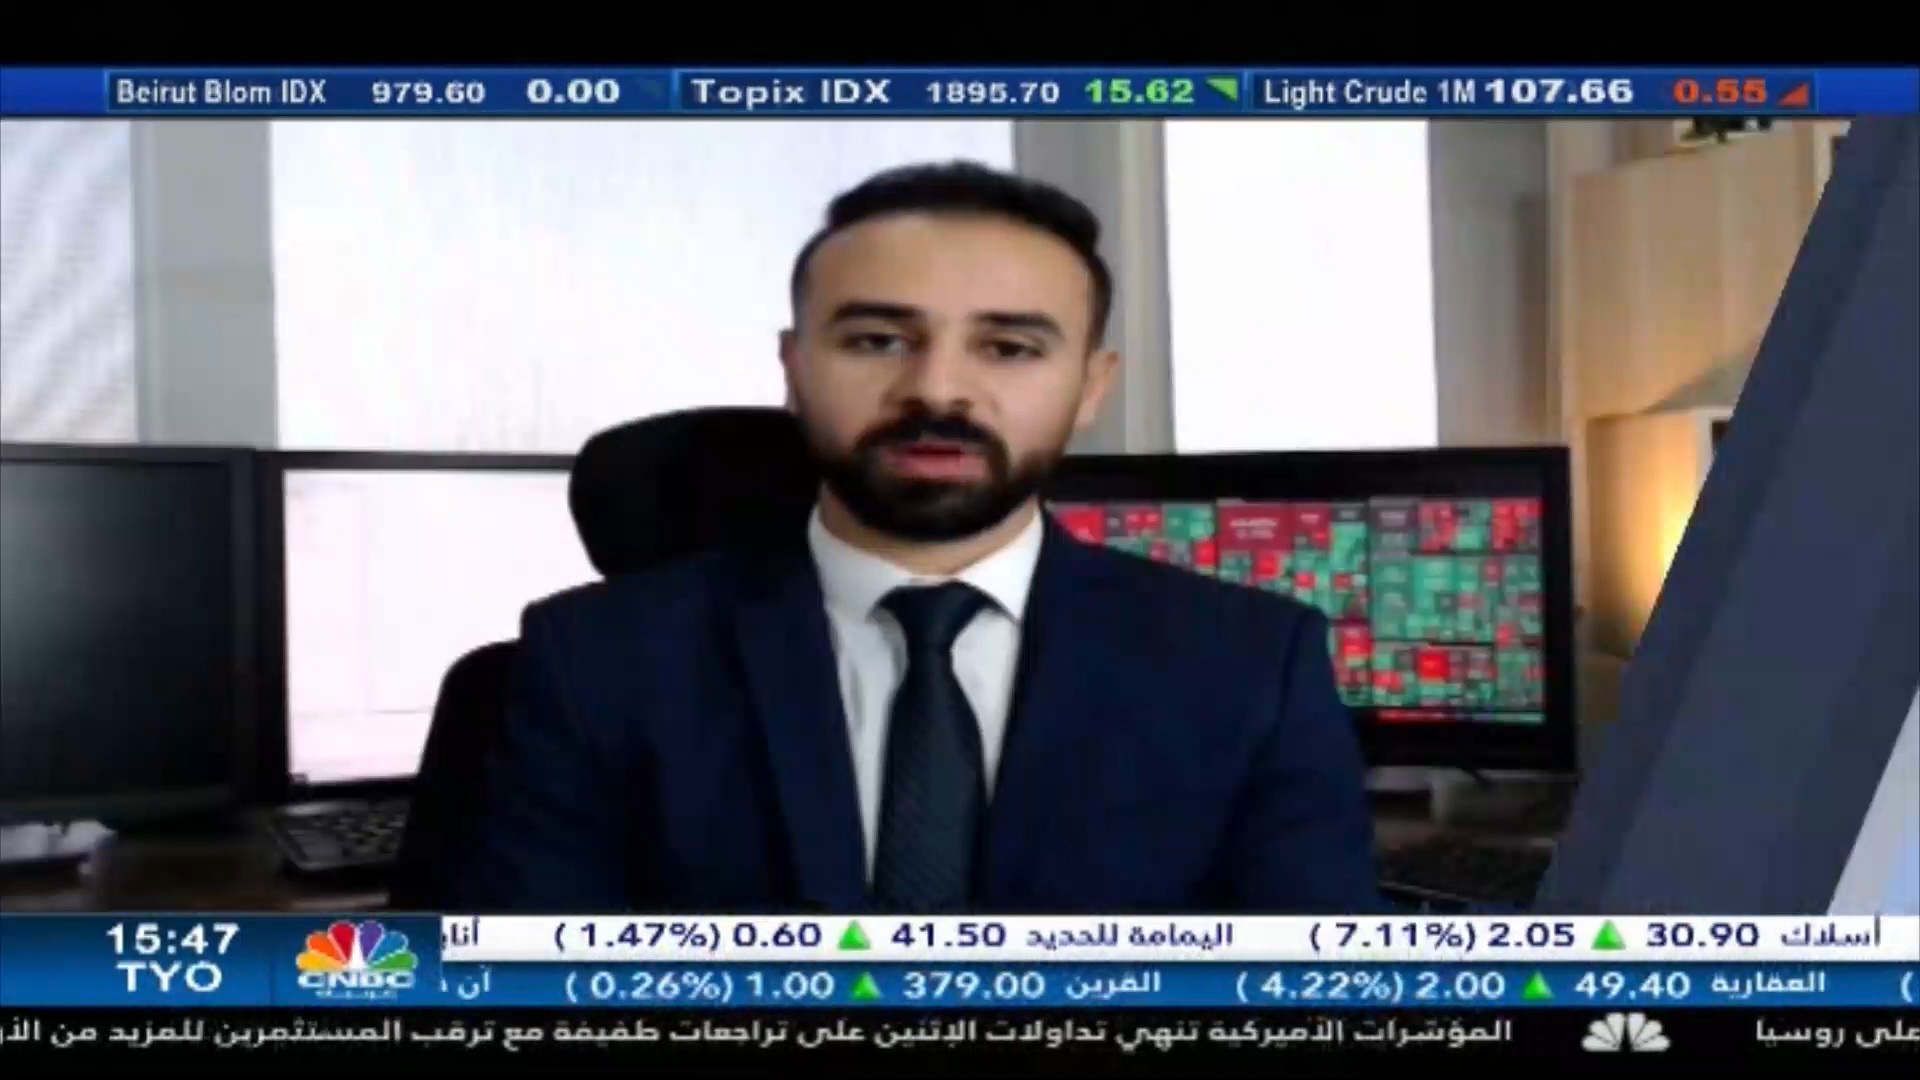 Beirut Blom IDX 979.60 0.00 Topix IDX 1895.70 15.62 Light Crude 1M 107.66 0.55
أسلاك 30.90 2.05 (7.11%) اليمامة للحديد 41.50 0.60 (1.47%)
15:47
TYO
CNBC
عربية
العقارية 49.40 2.00 (4.22%) القرين 379.00 1.00 (0.26%)
على روسيا المؤشرات الأميركية تنهي تداولات الإثنين على تراجعات طفيفة مع ترقب المستثمرين للمزيد من